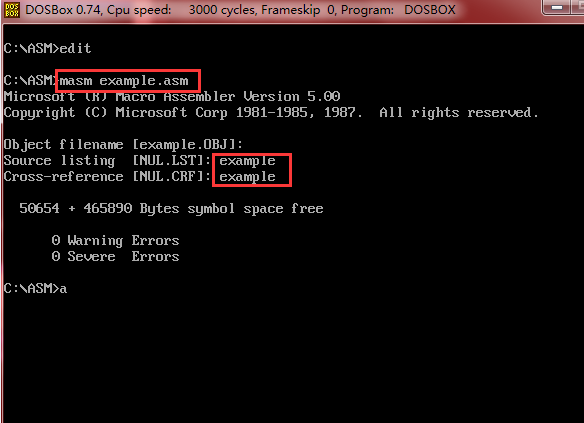 DOSBox 0.74, Cpu speed: 3000 cycles, Frameskip 0, Program: DOSBOX
C:\ASM>edit
C:\ASM>masm example.asm
Microsoft (R) Macro Assembler Version 5.00
Copyright (C) Microsoft Corp 1981-1985, 1987.  All rights reserved.
Object filename [example.OBJ]:
Source listing  [NUL.LST]: example
Cross-reference [NUL.CRF]: example
50654 + 465890 Bytes symbol space free
0 Warning Errors
0 Severe  Errors
C:\ASM>a